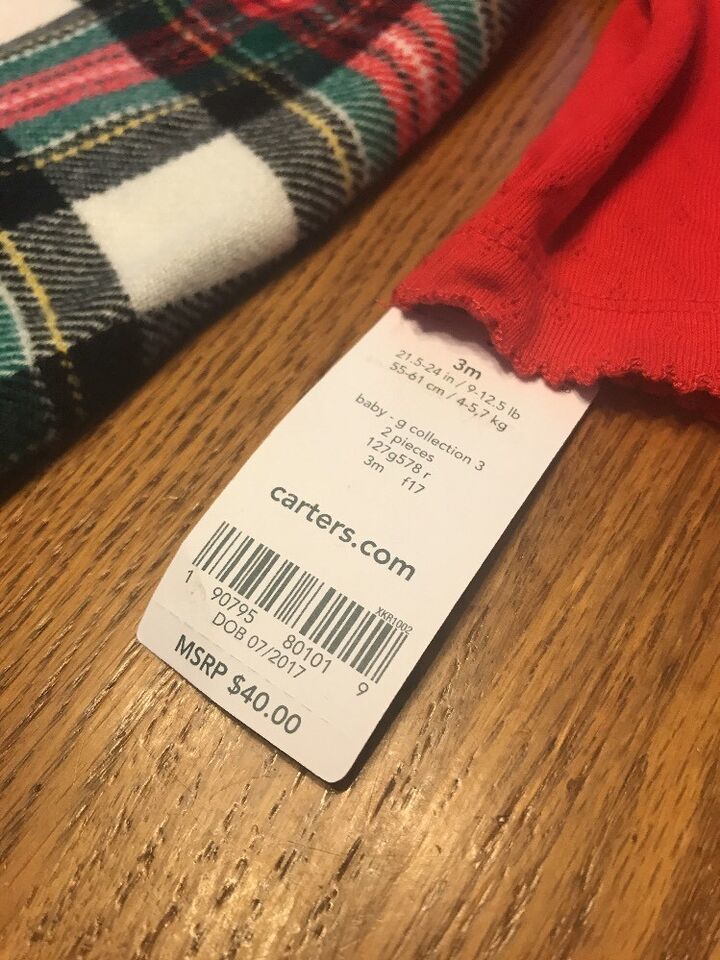 3m
21.5-24 in / 9-12.5 lb
55-61 cm / 4-5,7 kg
baby - g collection 3
2 pieces
127g578 r
3m f17
carters.com
XKR1002
1 90795 80101 9
DOB 07/2017
MSRP $40.00